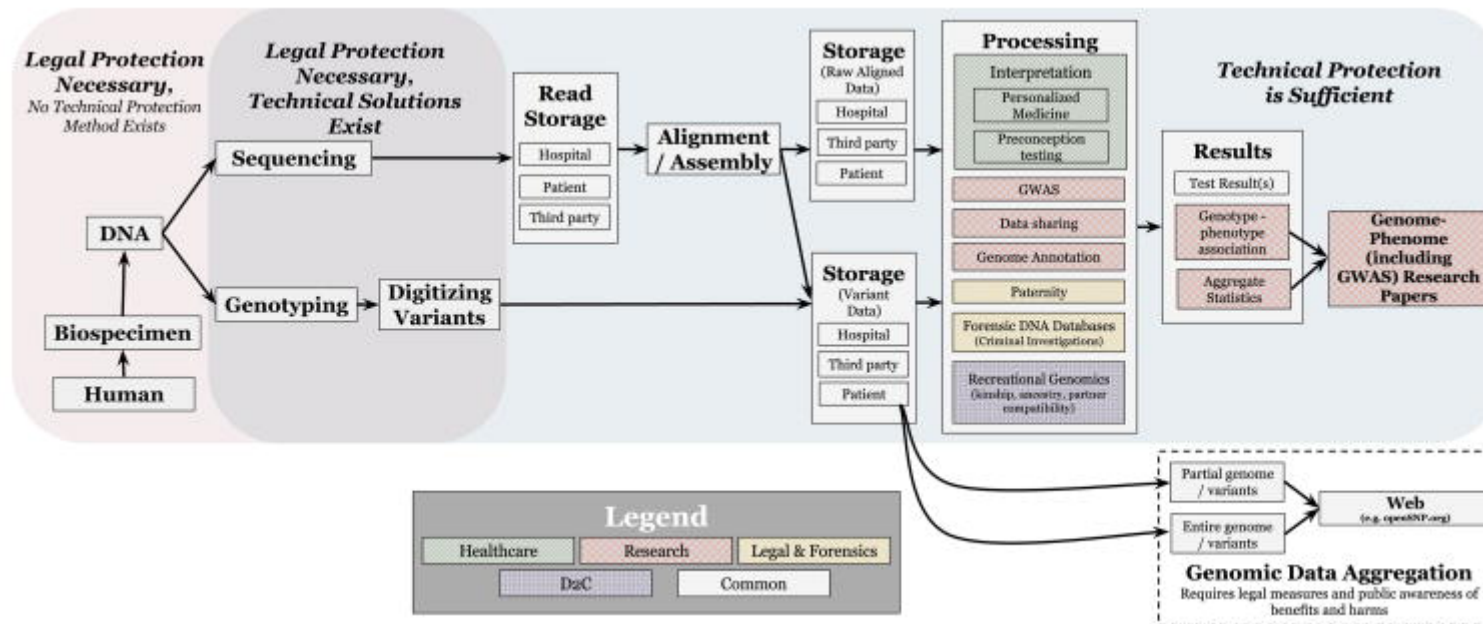 Legal Protection
Necessary,
No Technical Protection
Method Exists
Legal Protection
Necessary,
Technical Solutions
Exist
Sequencing
DNA
Genotyping
Digitizing
Variants
Biospecimen
Human
Read
Storage
Hospital
Patient
Third party
Alignment
/ Assembly
Storage
(Raw Aligned
Data)
Hospital
Third party
Patient
Storage
(Variant
Data)
Hospital
Third party
Patient
Processing
Interpretation
Personalized
Medicine
Preconception
testing
GWAS
Data sharing
Genome Annotation
Paternity
Forensic DNA Databases
(Criminal Investigations)
Recreational Genomics
(kinship, ancestry, partner
compatibility)
Technical Protection
is Sufficient
Results
Test Result(s)
Genotype -
phenotype
association
Aggregate
Statistics
Genome-
Phenome
(including
GWAS) Research
Papers
Partial genome
/ variants
Entire genome
/ variants
Web
(e.g. openSNP.org)
Genomic Data Aggregation
Requires legal measures and public awareness of
benefits and harms
Legend
Healthcare
Research
Legal & Forensics
D2C
Common